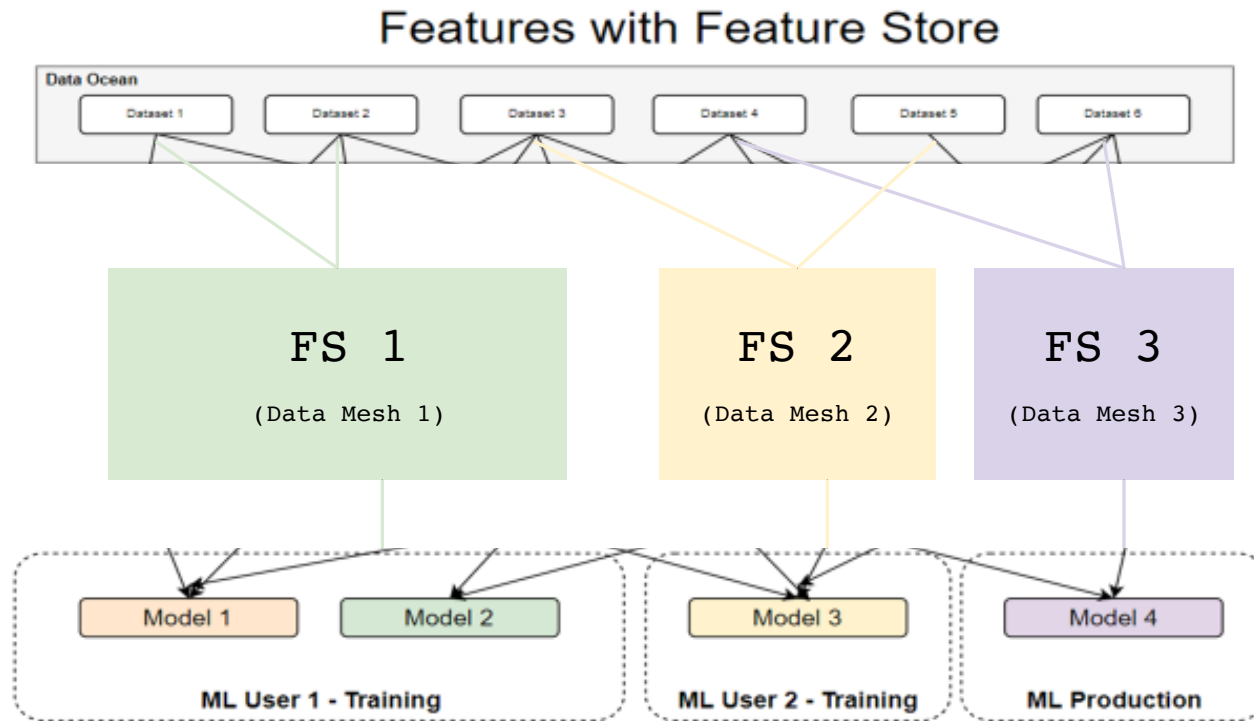 Features with Feature Store
Data Ocean
Dataset 1
Dataset 2
Dataset 3
Dataset 4
Dataset 5
Dataset 6
FS 1
(Data Mesh 1)
FS 2
(Data Mesh 2)
FS 3
(Data Mesh 3)
Model 1
Model 2
Model 3
Model 4
ML User 1 - Training
ML User 2 - Training
ML Production